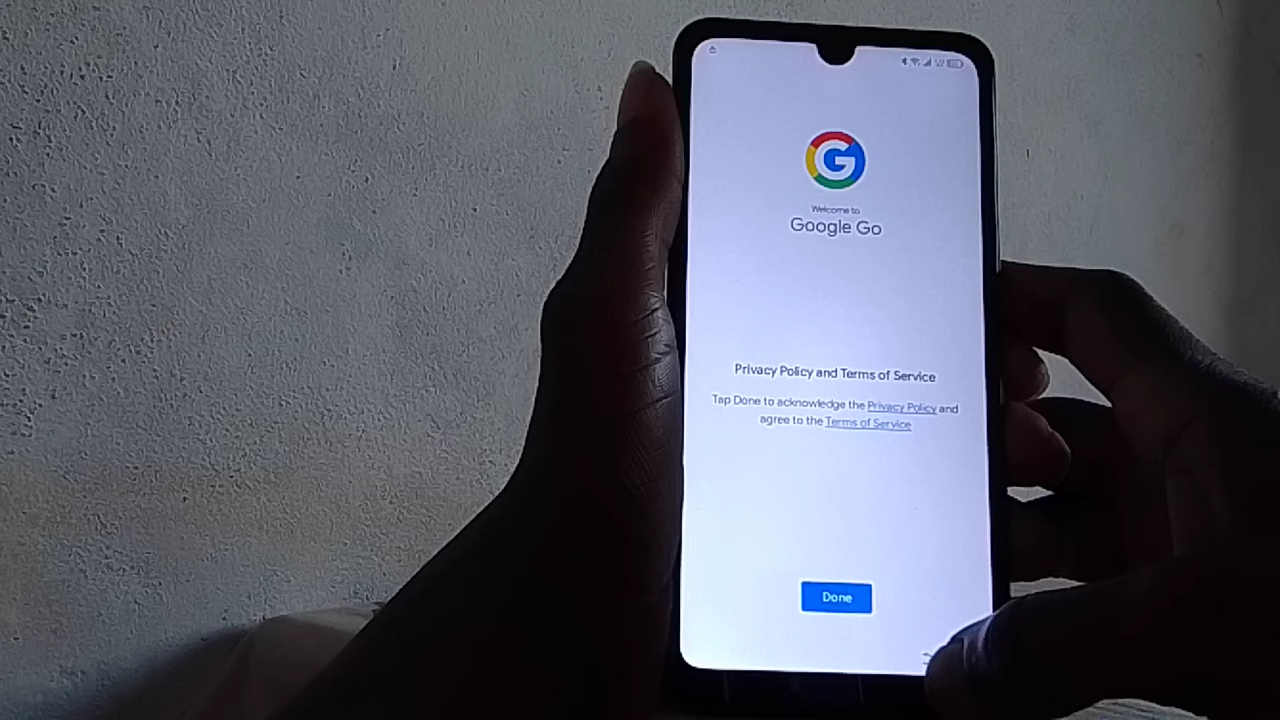 Welcome to
Google Go
Privacy Policy and Terms of Service
Tap Done to acknowledge the Privacy Policy and
agree to the Terms of Service
Done